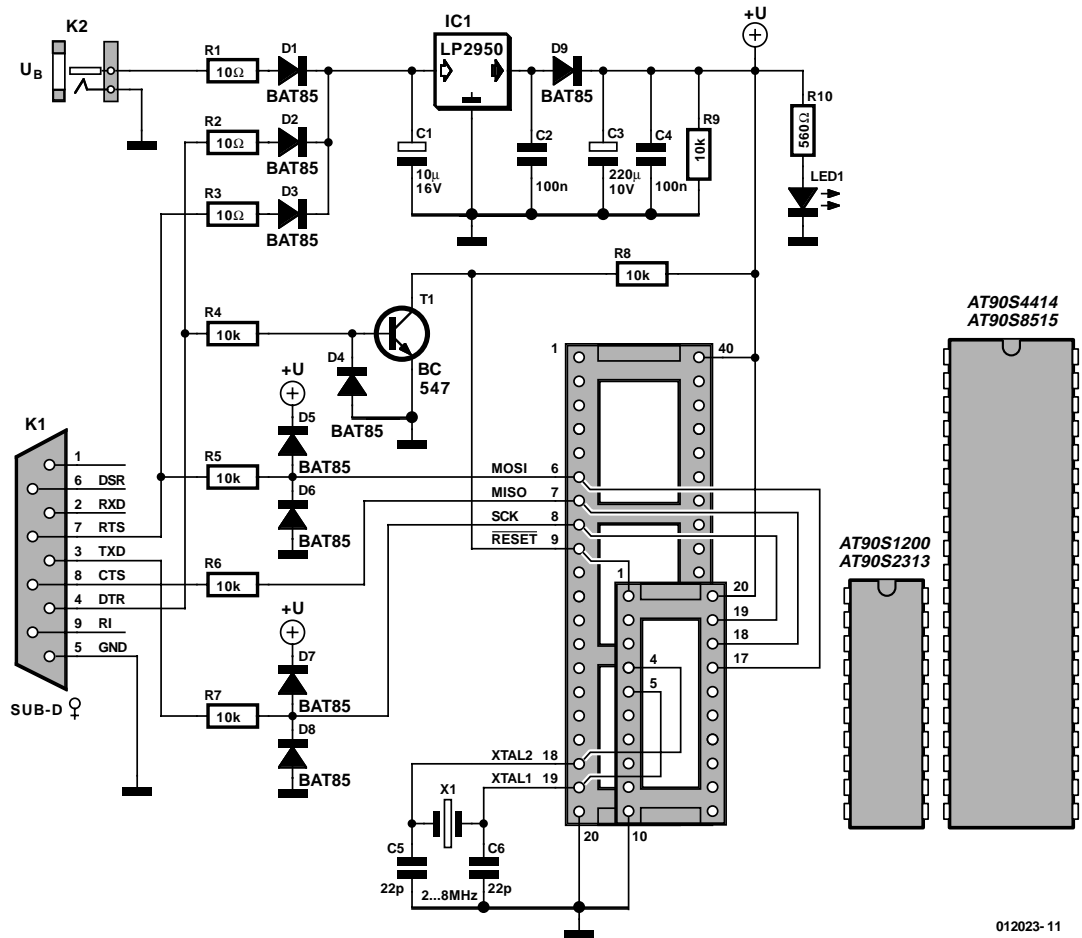 +U
K2
UB
R1
10Ω
D1
BAT85
IC1
LP2950
D9
BAT85
R2
10Ω
D2
BAT85
R3
10Ω
D3
BAT85
C1
10µ
16V
C2
100n
C3
220µ
10V
C4
100n
R9
10k
R10
560Ω
LED1
R8
10k
T1
BC
547
R4
10k
D4
BAT85
+U
D5
BAT85
R5
10k
D6
BAT85
K1
1
6 DSR
2 RXD
7 RTS
3 TXD
8 CTS
4 DTR
9 RI
5 GND
SUB-D ♀
R6
10k
+U
D7
BAT85
R7
10k
D8
BAT85
1
40
MOSI 6
MISO 7
SCK 8
RESET 9
1
20
19
18
17
4
5
XTAL2 18
XTAL1 19
20
10
X1
C5
22p
C6
22p
2...8MHz
AT90S4414
AT90S8515
AT90S1200
AT90S2313
012023-11